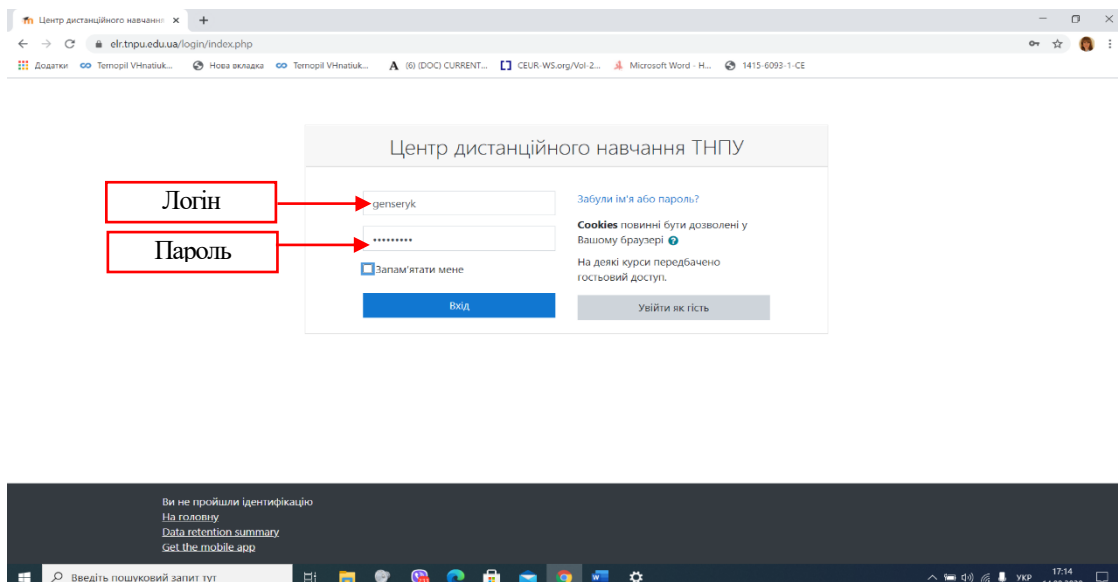 Центр дистанційного навчання
elr.tnpu.edu.ua/login/index.php
Додатки Ternopil VHnatiuk... Нова вкладка Ternopil VHnatiuk... (6) (DOC) CURRENT... CEUR-WS.org/Vol-2... Microsoft Word - H... 1415-6093-1-CE
Центр дистанційного навчання ТНПУ
Логін
genseryk
Пароль
Запам'ятати мене
Вхід
Забули ім'я або пароль?
Cookies повинні бути дозволені у
Вашому браузері
На деякі курси передбачено
гостьовий доступ.
Увійти як гість
Ви не пройшли ідентифікацію
На головну
Data retention summary
Get the mobile app
Введіть пошуковий запит тут
УКР
17:14